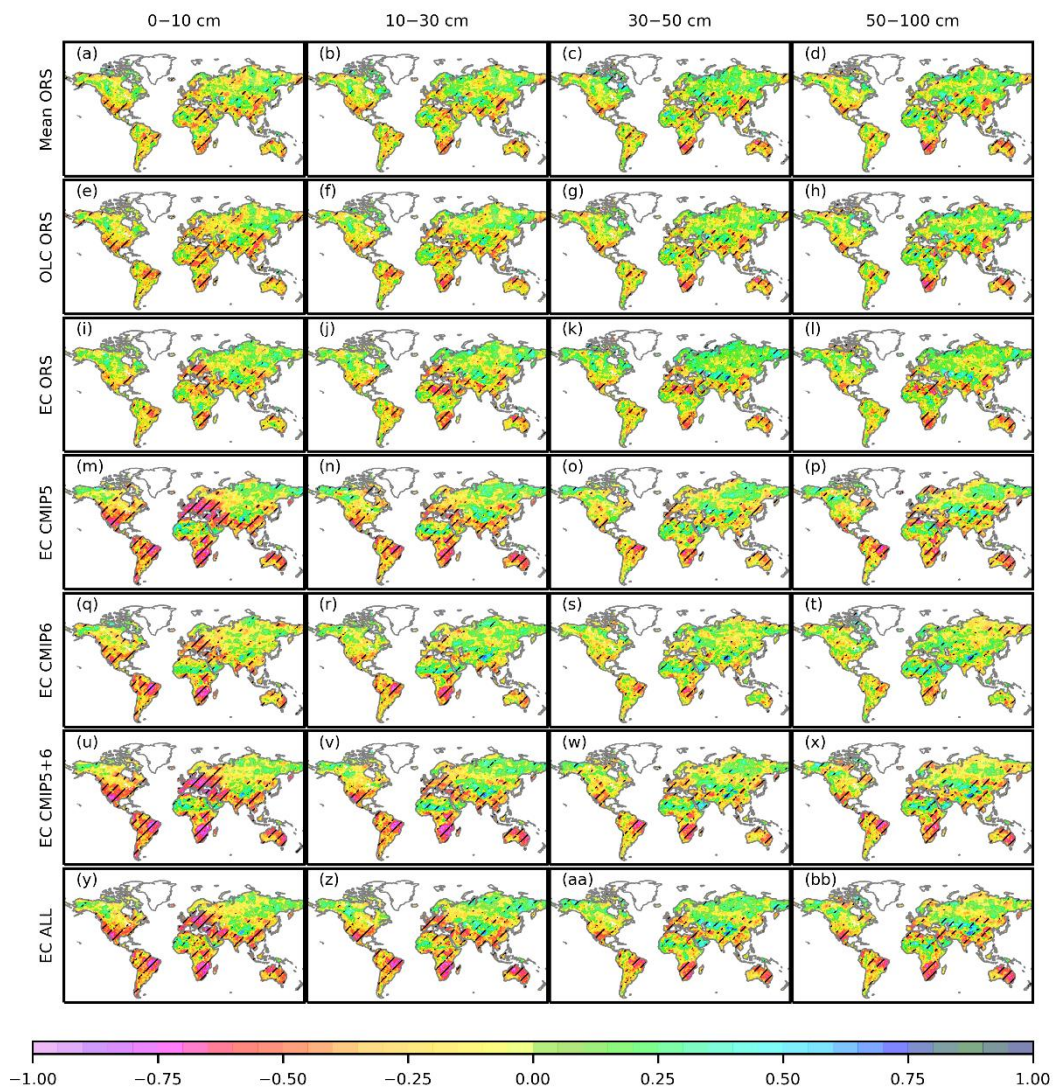 0−10 cm 10−30 cm 30−50 cm 50−100 cm
Mean ORS
(a) (b) (c) (d)
OLC ORS
(e) (f) (g) (h)
EC ORS
(i) (j) (k) (l)
EC CMIP5
(m) (n) (o) (p)
EC CMIP6
(q) (r) (s) (t)
EC CMIP5+6
(u) (v) (w) (x)
EC ALL
(y) (z) (aa) (bb)
−1.00 −0.75 −0.50 −0.25 0.00 0.25 0.50 0.75 1.00